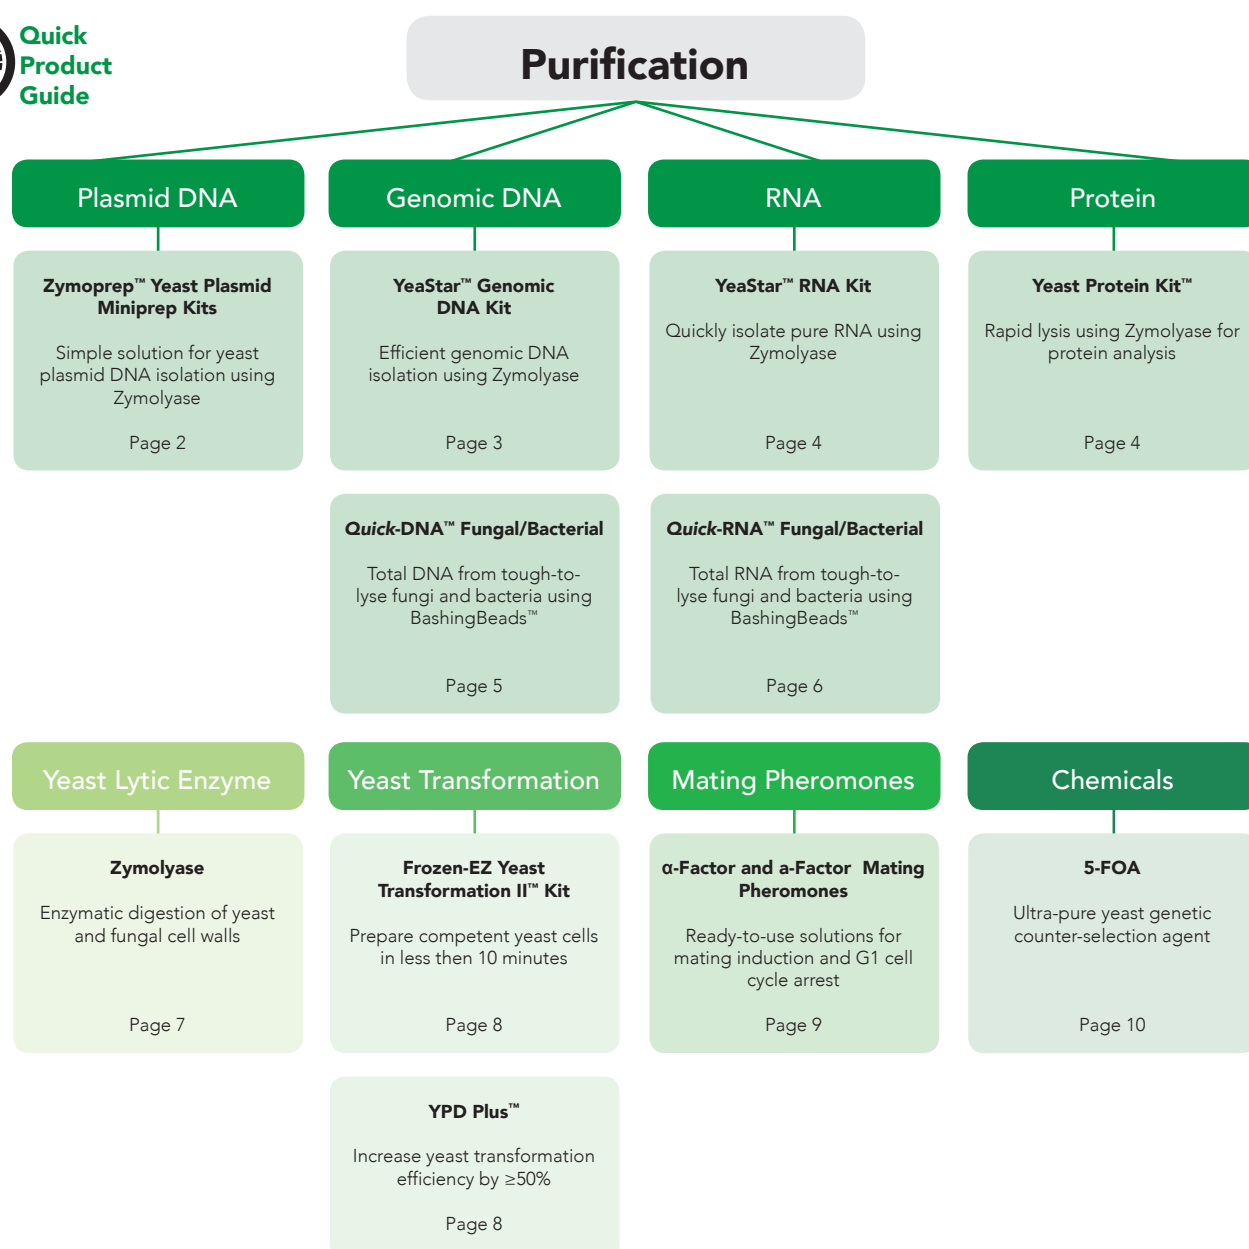 Quick
Product
Guide
Purification
Plasmid DNA
Genomic DNA
RNA
Protein
Zymoprep™ Yeast Plasmid
Miniprep Kits
Simple solution for yeast
plasmid DNA isolation using
Zymolyase
Page 2
YeaStar™ Genomic
DNA Kit
Efficient genomic DNA
isolation using Zymolyase
Page 3
YeaStar™ RNA Kit
Quickly isolate pure RNA using
Zymolyase
Page 4
Yeast Protein Kit™
Rapid lysis using Zymolyase for
protein analysis
Page 4
Quick-DNA™ Fungal/Bacterial
Total DNA from tough-to-
lyse fungi and bacteria using
BashingBeads™
Page 5
Quick-RNA™ Fungal/Bacterial
Total RNA from tough-to-
lyse fungi and bacteria using
BashingBeads™
Page 6
Yeast Lytic Enzyme
Yeast Transformation
Mating Pheromones
Chemicals
Zymolyase
Enzymatic digestion of yeast
and fungal cell walls
Page 7
Frozen-EZ Yeast
Transformation II™ Kit
Prepare competent yeast cells
in less then 10 minutes
Page 8
α-Factor and a-Factor Mating
Pheromones
Ready-to-use solutions for
mating induction and G1 cell
cycle arrest
Page 9
5-FOA
Ultra-pure yeast genetic
counter-selection agent
Page 10
YPD Plus™
Increase yeast transformation
efficiency by ≥50%
Page 8